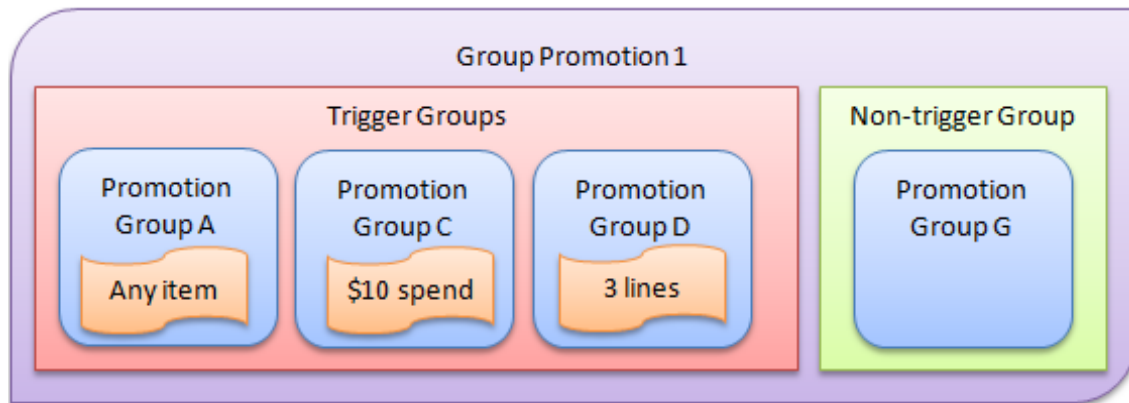 Group Promotion 1
Trigger Groups
Promotion
Group A
Any item
Promotion
Group C
$10 spend
Promotion
Group D
3 lines
Non-trigger Group
Promotion
Group G